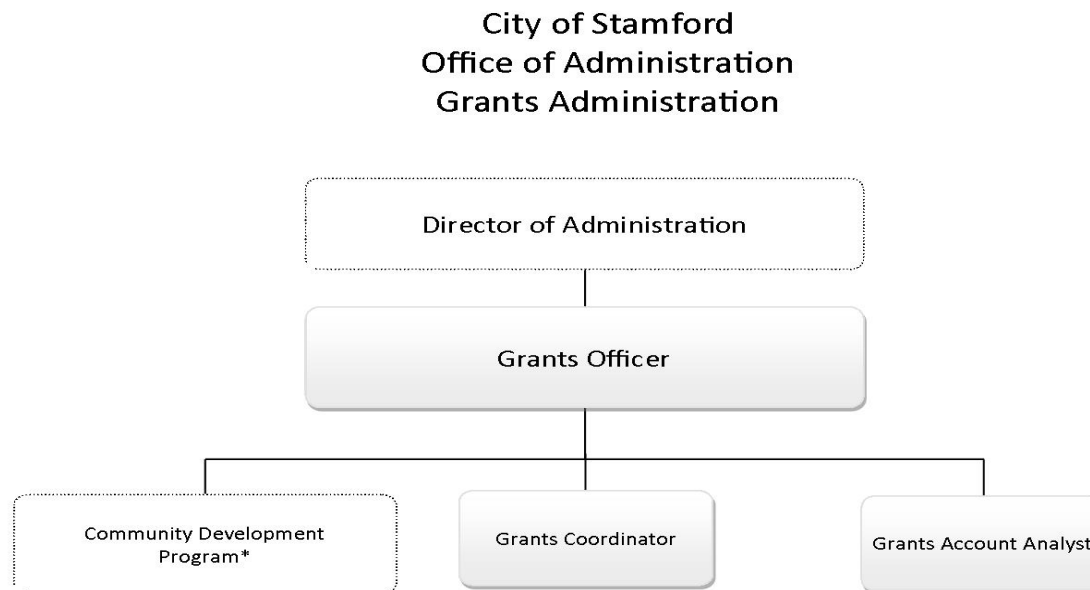 City of Stamford
Office of Administration
Grants Administration
Director of Administration
Grants Officer
Community Development
Program*
Grants Coordinator
Grants Account Analyst